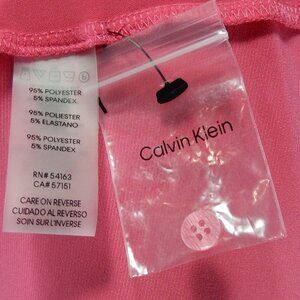 95% POLYESTER
5% SPANDEX
95% POLYESTER
5% ELASTANO
95% POLYESTER
5% SPANDEX
RN# 54163
CA# 57151
CARE ON REVERSE
CUIDADO AL REVERSO
SOIN SUR L'INVERSE
Calvin Klein